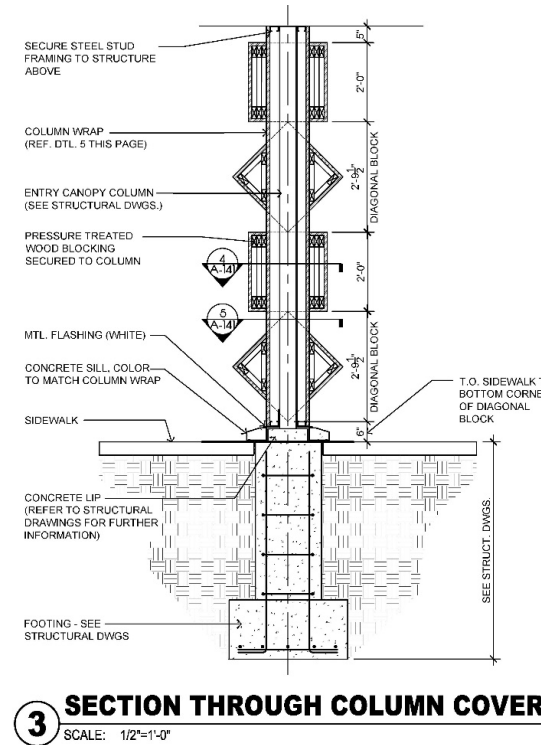 SECURE STEEL STUD
FRAMING TO STRUCTURE
ABOVE
COLUMN WRAP
(REF. DTL. 5 THIS PAGE)
ENTRY CANOPY COLUMN
(SEE STRUCTURAL DWGS.)
PRESSURE TREATED
WOOD BLOCKING
SECURED TO COLUMN
4
A-141
5
A-141
MTL. FLASHING (WHITE)
CONCRETE SILL, COLOR
TO MATCH COLUMN WRAP
SIDEWALK
CONCRETE LIP
(REFER TO STRUCTURAL
DRAWINGS FOR FURTHER
INFORMATION)
FOOTING - SEE
STRUCTURAL DWGS
5"
2'-0"
2'-9 1/2"
DIAGONAL BLOCK
2'-0"
2'-9 1/2"
DIAGONAL BLOCK
6"
T.O. SIDEWALK
BOTTOM CORNE
OF DIAGONAL
BLOCK
SEE STRUCT. DWGS.
3
SECTION THROUGH COLUMN COVER
SCALE: 1/2"=1'-0"